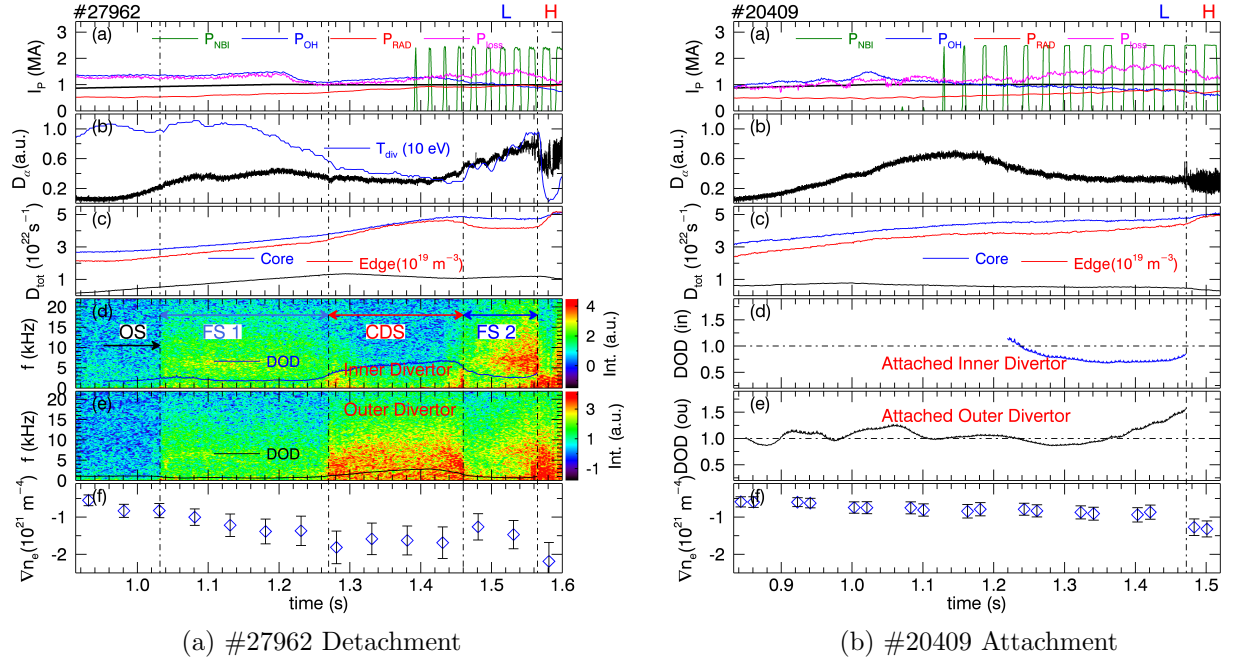 #27962 L H
(a) P_NBI P_OH P_RAD P_loss
I_P (MA)
3
2
1
0
(b) T_div (10 eV)
D_α (a.u.)
1.0
0.6
0.2
(c) Core Edge(10^19 m^−3)
D_tot (10^22 s^−1)
5
3
1
(d) OS FS 1 CDS FS 2
DOD Inner Divertor
f (kHz)
20
15
10
5
0
Int. (a.u.)
4
2
0
-2
(e) Outer Divertor
DOD
f (kHz)
20
15
10
5
0
Int. (a.u.)
3
1
-1
(f)
∇n_e(10^21 m^−4)
-1
-2
1.0 1.1 1.2 1.3 1.4 1.5 1.6
time (s)
(a) #27962 Detachment
#20409 L H
(a) P_NBI P_OH P_RAD P_loss
I_P (MA)
3
2
1
0
(b)
D_α (a.u.)
1.0
0.6
0.2
(c) Core Edge(10^19 m^−3)
D_tot (10^22 s^−1)
5
3
1
(d)
Attached Inner Divertor
DOD (in)
1.5
1.0
0.5
(e) Attached Outer Divertor
DOD (ou)
1.5
1.0
0.5
(f)
∇n_e(10^21 m^−4)
-1
-2
0.9 1.0 1.1 1.2 1.3 1.4 1.5
time (s)
(b) #20409 Attachment